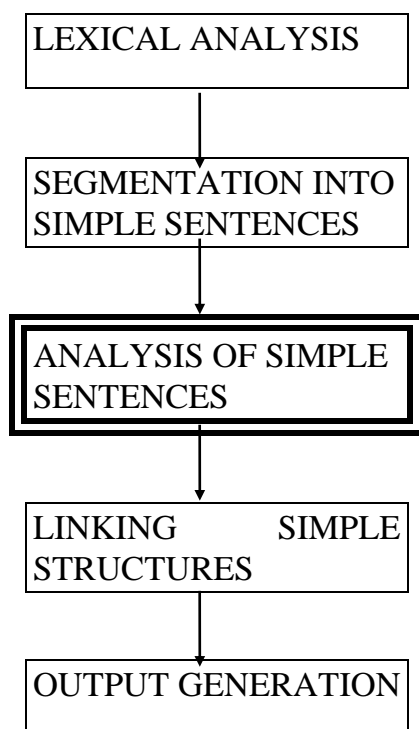 LEXICAL ANALYSIS
SEGMENTATION INTO
SIMPLE SENTENCES
ANALYSIS OF SIMPLE
SENTENCES
LINKING SIMPLE
STRUCTURES
OUTPUT GENERATION